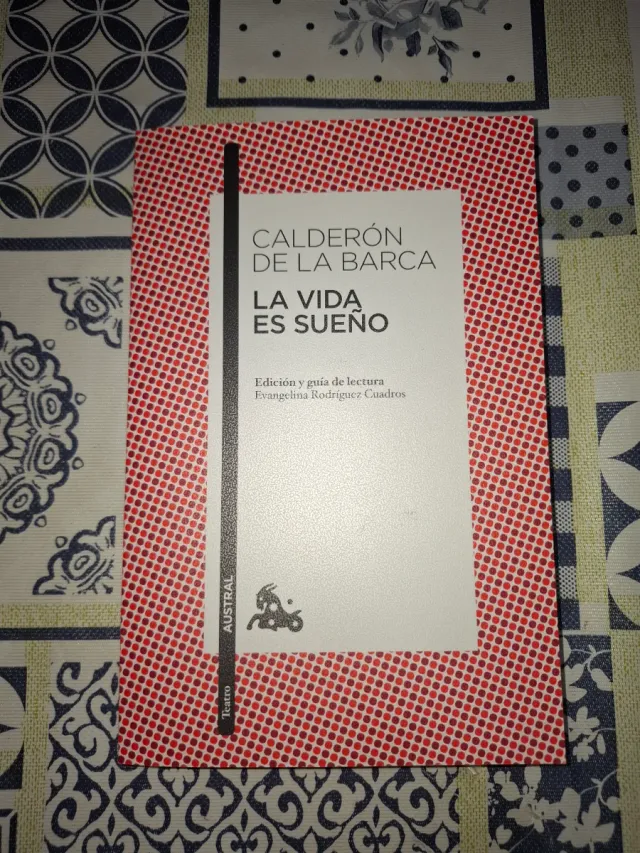 CALDERÓN
DE LA BARCA
LA VIDA
ES SUEÑO
Edición y guía de lectura
Evangelina Rodríguez Cuadros
AUSTRAL
Teatro